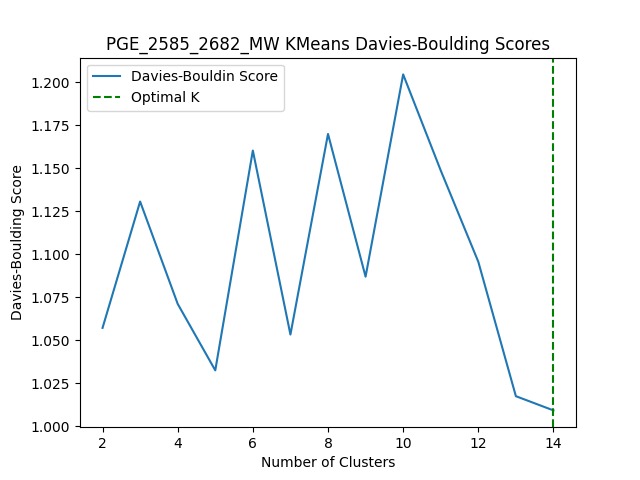 PGE_2585_2682_MW KMeans Davies-Boulding Scores
Davies-Bouldin Score
Optimal K
Davies-Boulding Score
1.200
1.175
1.150
1.125
1.100
1.075
1.050
1.025
1.000
2 4 6 8 10 12 14
Number of Clusters